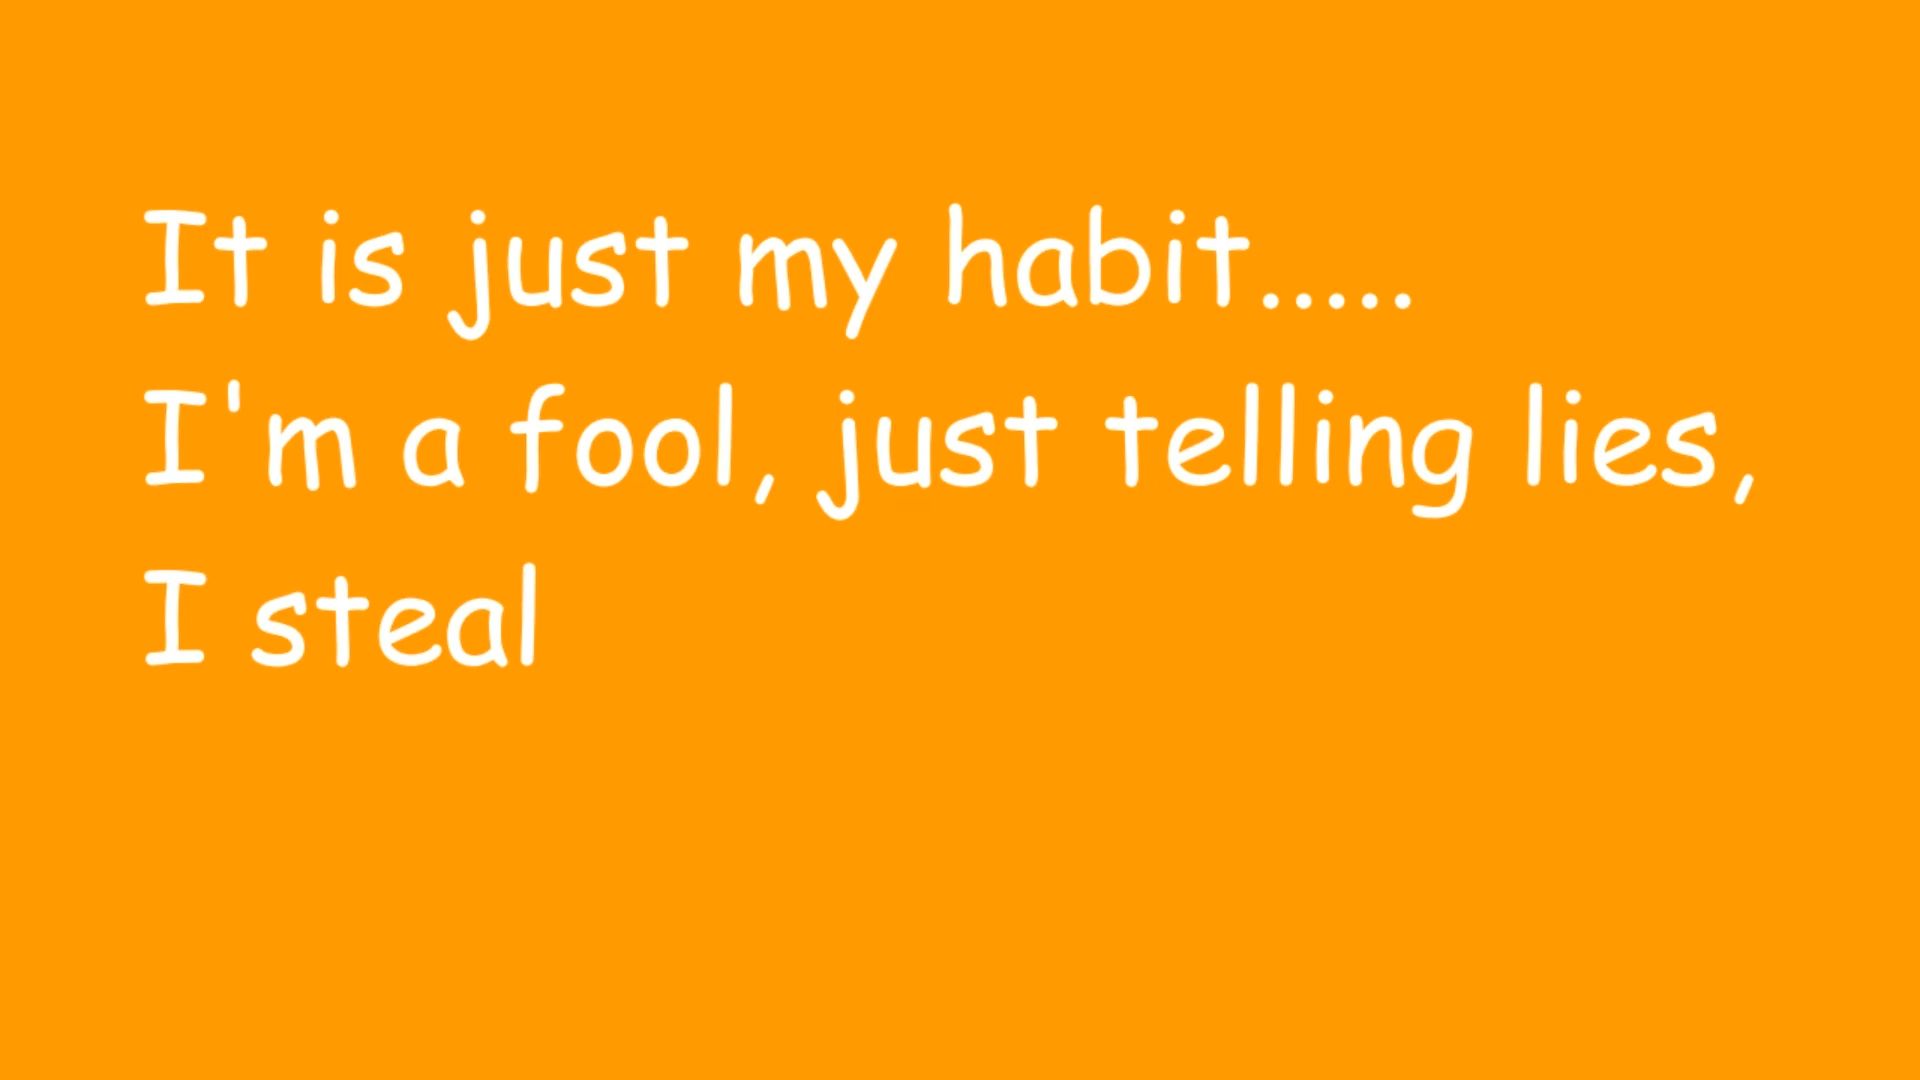 It is just my habit.....
I'm a fool, just telling lies,
I steal